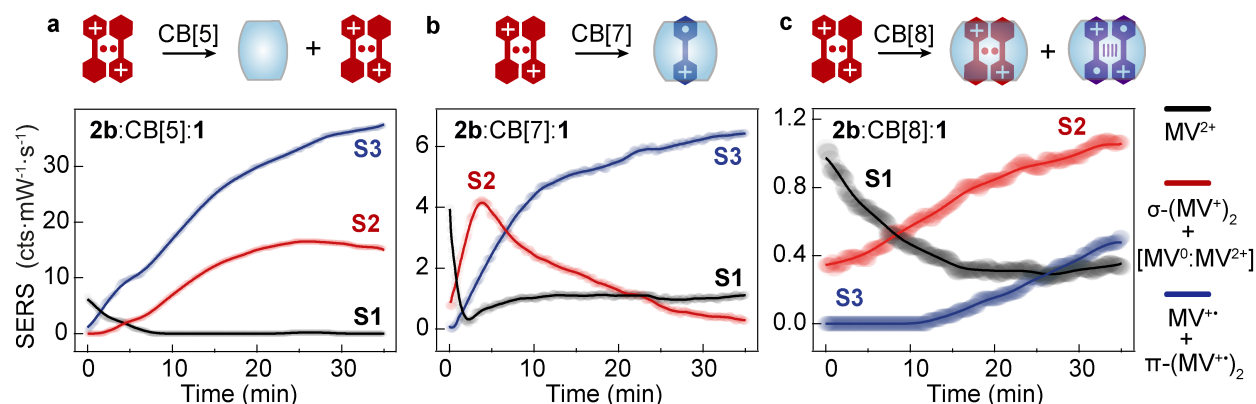 a
CB[5]
+
b
CB[7]
c
CB[8]
+
2b:CB[5]:1
S3
S2
S1
30
20
10
0
0 10 20 30
Time (min)
SERS (cts·mW⁻¹·s⁻¹)
2b:CB[7]:1
S2
S3
S1
6
4
2
0
0 10 20 30
Time (min)
2b:CB[8]:1
S2
S1
S3
1.2
0.8
0.4
0.0
0 10 20 30
Time (min)
MV²⁺
σ-(MV⁺)₂
+
[MV⁰:MV²⁺]
MV⁺•
+
π-(MV⁺•)₂